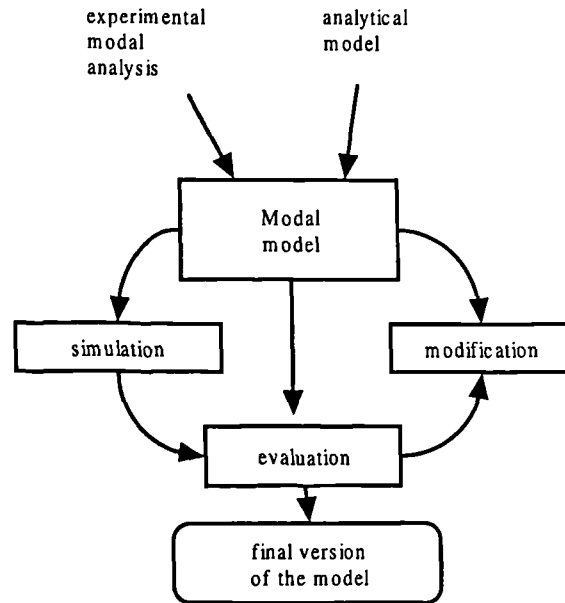 experimental
modal
analysis
analytical
model
Modal
model
simulation
modification
evaluation
final version
of the model